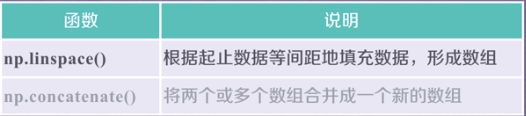 函数 说明
np.linspace() 根据起止数据等间距地填充数据，形成数组
np.concatenate() 将两个或多个数组合并成一个新的数组